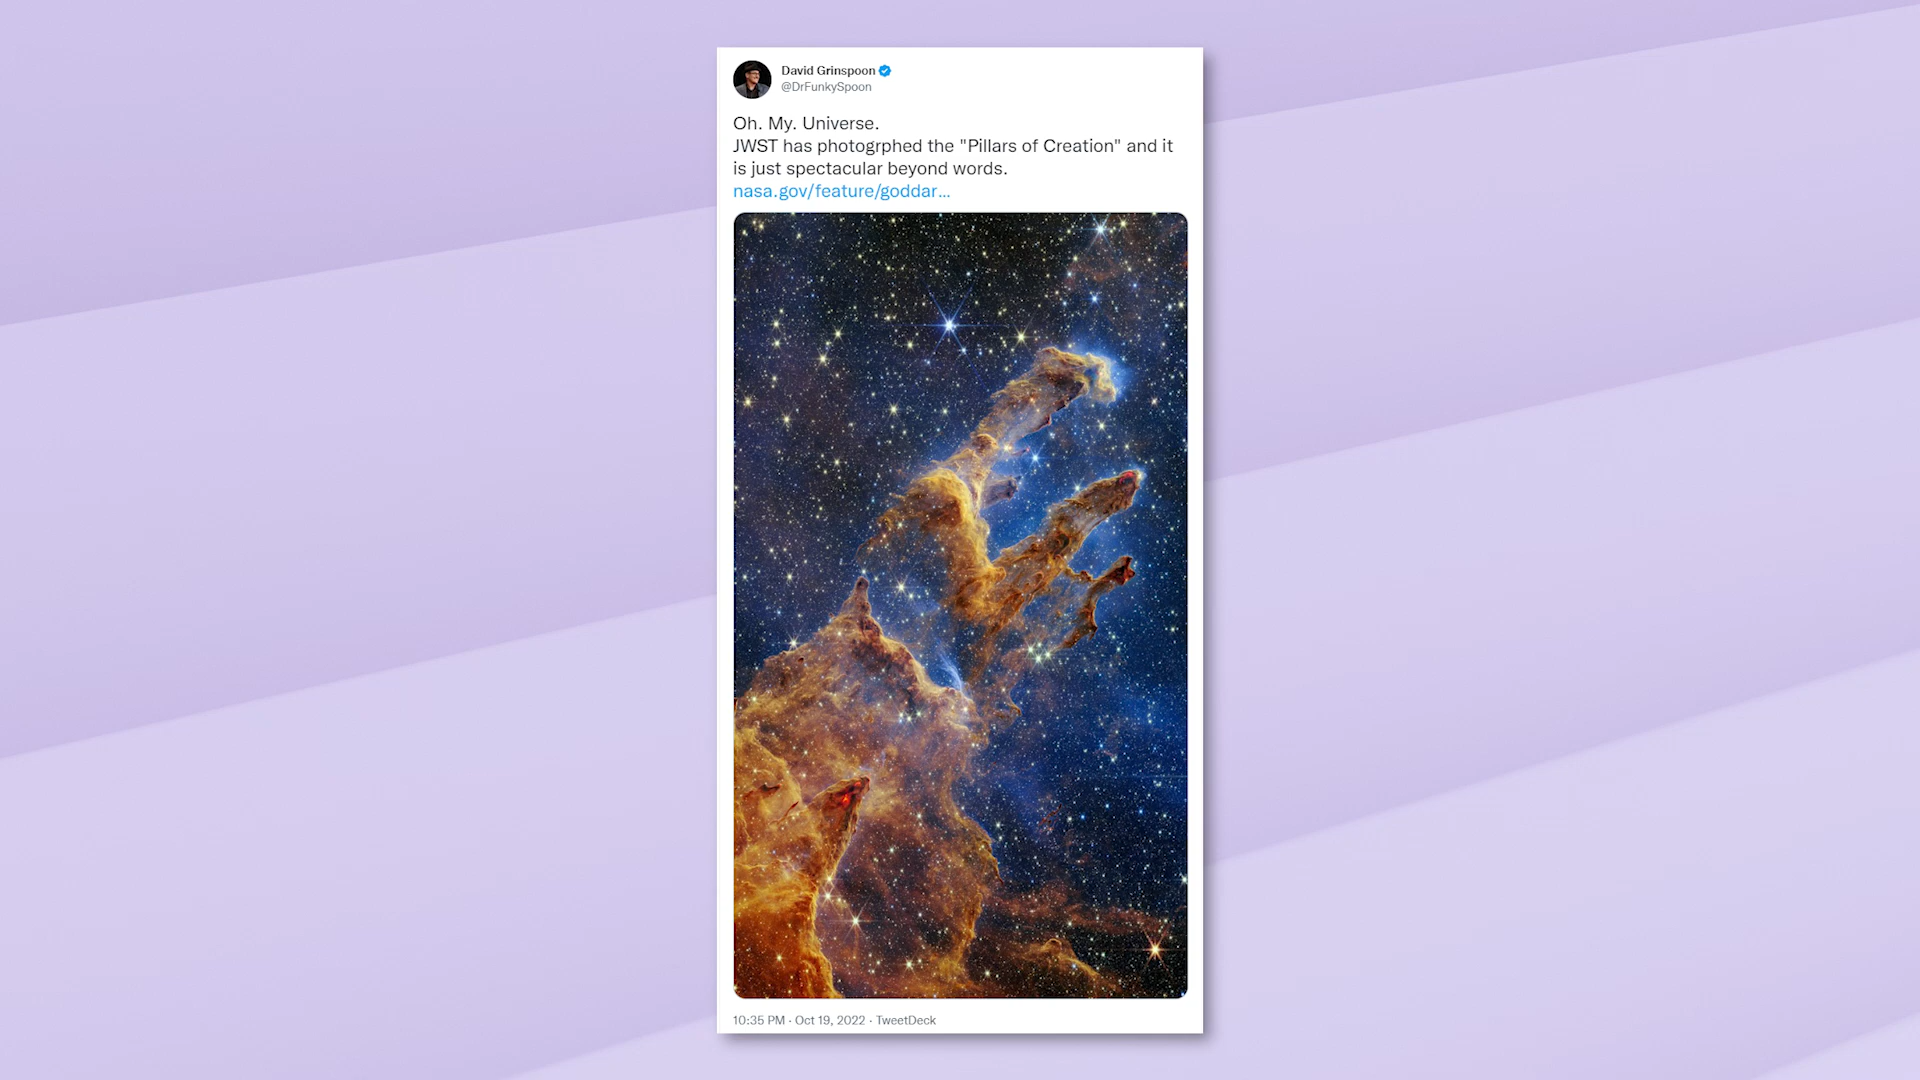 David Grinspoon
@DrFunkySpoon
Oh. My. Universe.
JWST has photogrphed the "Pillars of Creation" and it
is just spectacular beyond words.
nasa.gov/feature/goddar...
10:35 PM · Oct 19, 2022 · TweetDeck